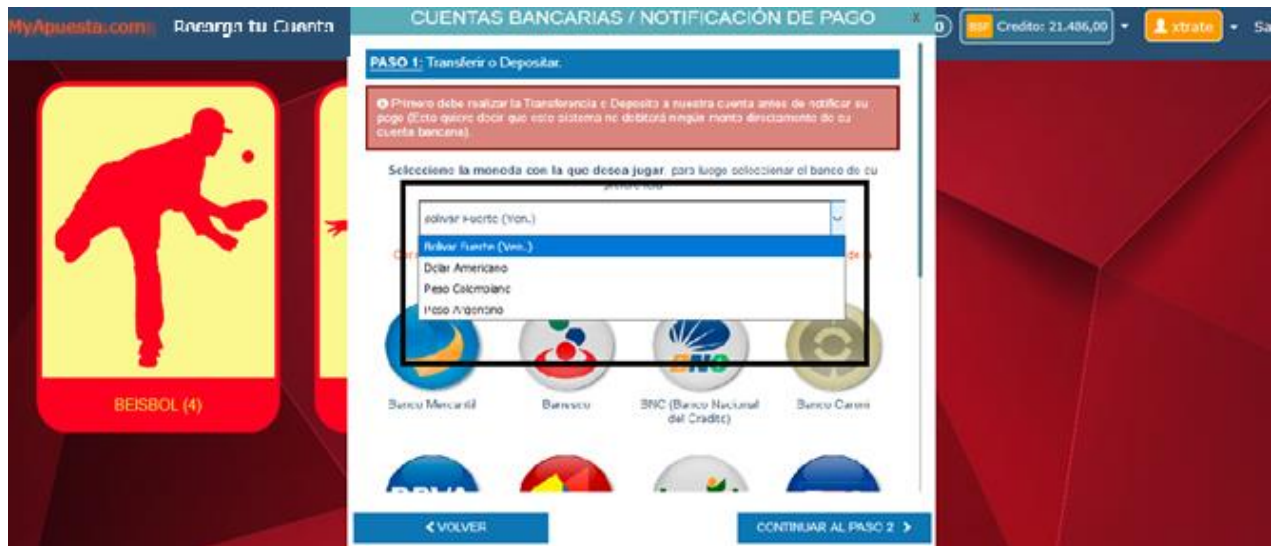 MyApuesta.com
Recarga tu Cuenta
CUENTAS BANCARIAS / NOTIFICACIÓN DE PAGO
x
Credito: 21.486,00
xtrate
PASO 1: Transferir o Depositar.
Primero debe realizar la Transferencia o Deposito a nuestra cuenta antes de notificar su
pago (Esto quiere decir que este sistema no debitará ningún monto directamente de su
cuenta bancaria).
Seleccione la moneda con la que desea jugar, para luego seleccionar el banco de su
preferencia
Bolivar Fuerte (Ven.)
Bolivar Fuerte (Ven.)
Dolar Americano
Peso Colombiano
Peso Argentino
BNC
Banco Mercantil
Banesco
BNC (Banco Nacional
del Credito)
Banco Caroni
BEISBOL (4)
BBVA
VOLVER
CONTINUAR AL PASO 2